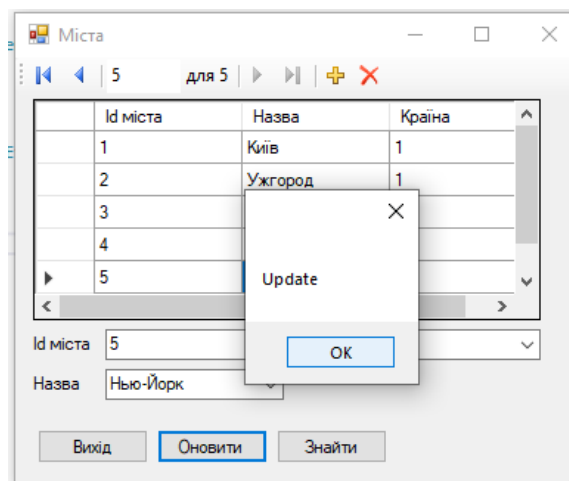 Міста
5 для 5
Id міста Назва Країна
1 Київ 1
2 Ужгород 1
3
4
5
Update
OK
Id міста 5
Назва Нью-Йорк
Вихід Оновити Знайти